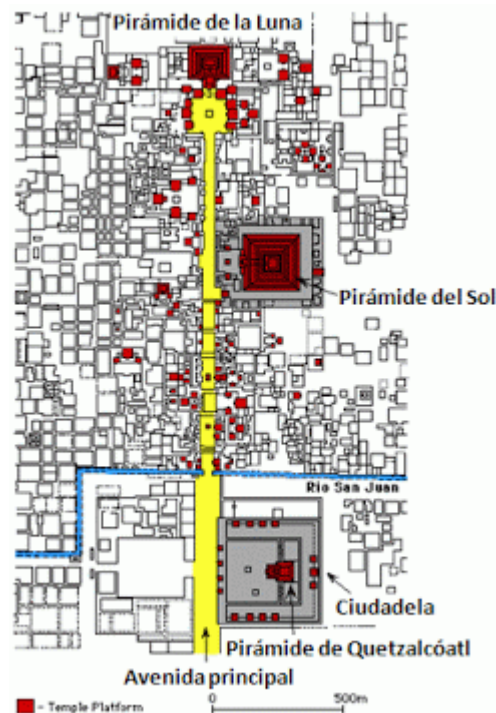 Pirámide de la Luna
Pirámide del Sol
Rio San Juan
Ciudadela
Pirámide de Quetzalcóatl
Avenida principal
- Temple Platform
0 500m